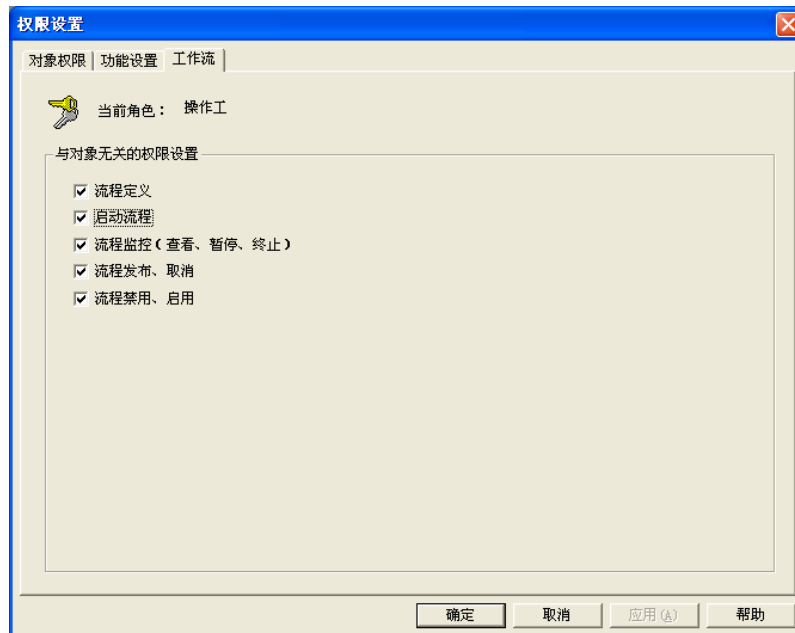 权限设置
对象权限 功能设置 工作流
当前角色： 操作工
与对象无关的权限设置
流程定义
启动流程
流程监控(查看、暂停、终止)
流程发布、取消
流程禁用、启用
确定 取消 应用(A) 帮助